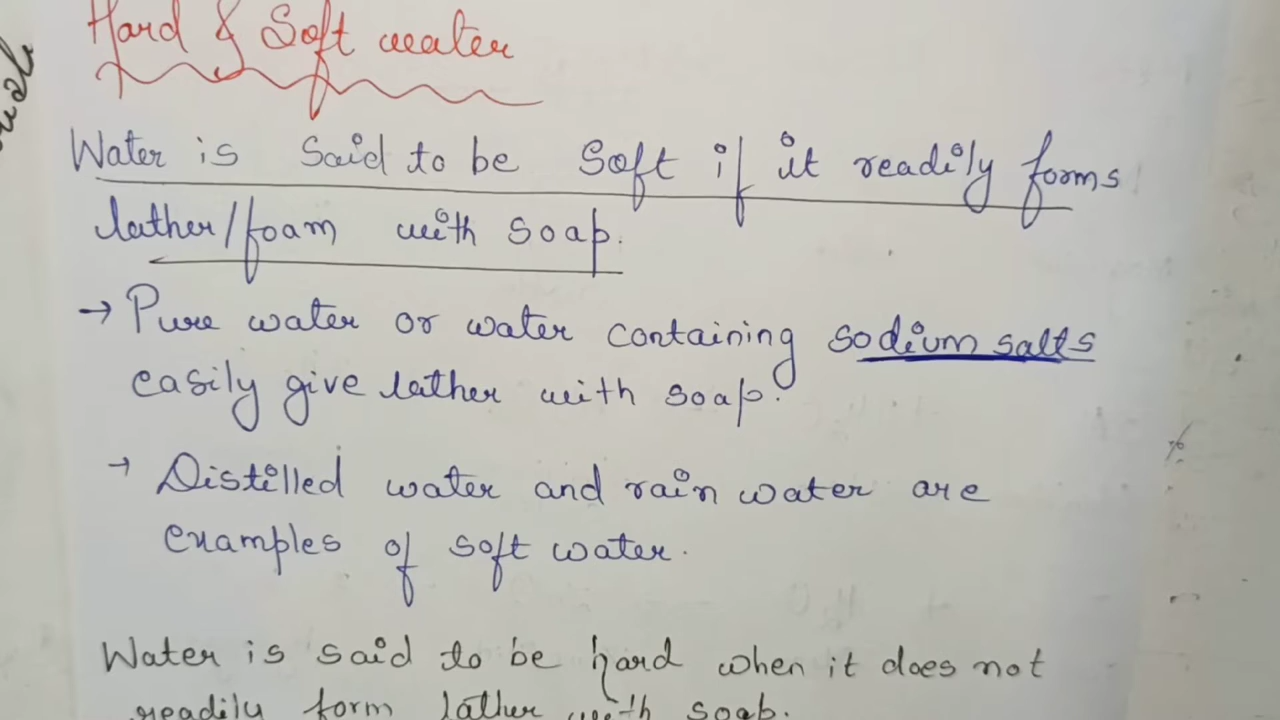 Hard & Soft water
Water is said to be soft if it readily forms
lather/foam with soap.
→ Pure water or water containing sodium salts
easily give lather with soap.
→ Distilled water and rain water are
examples of soft water.
Water is said to be hard when it does not
readily form lather with soap.